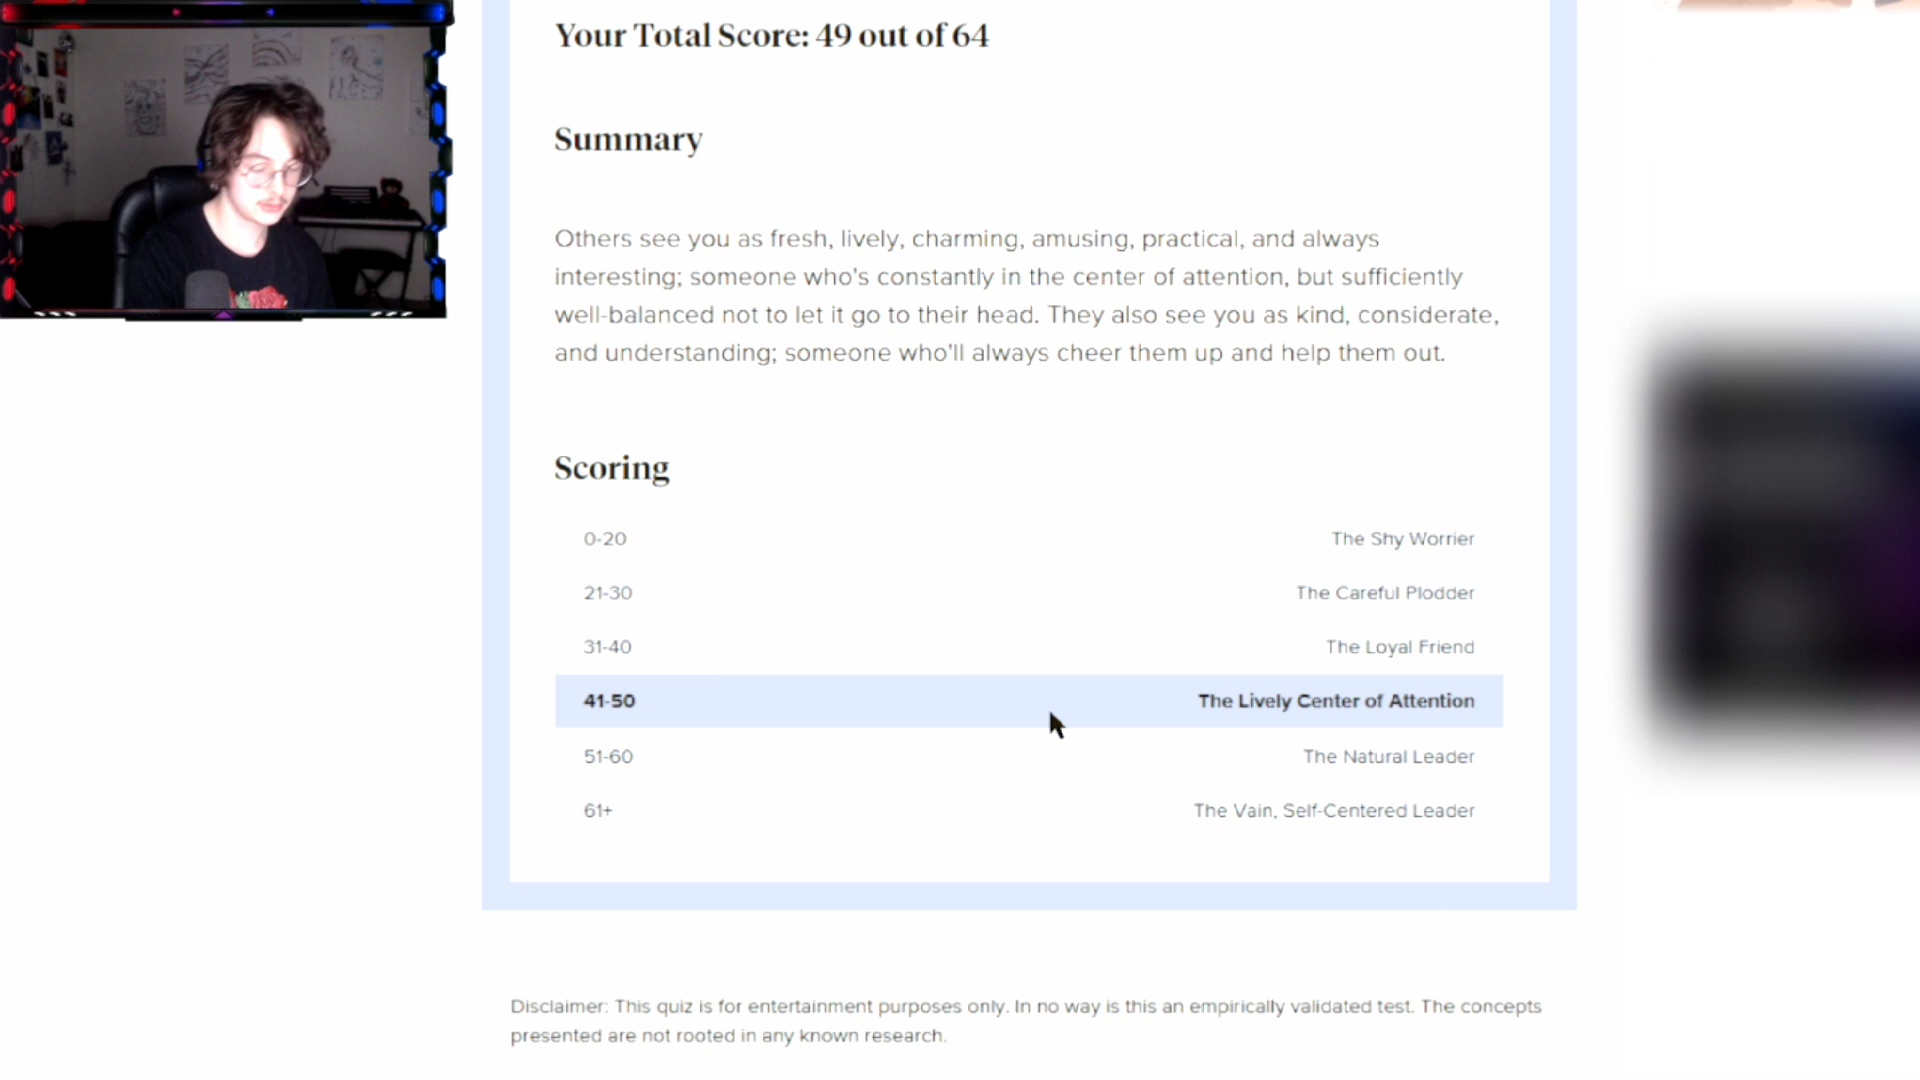 Your Total Score: 49 out of 64
Summary
Others see you as fresh, lively, charming, amusing, practical, and always
interesting; someone who's constantly in the center of attention, but sufficiently
well-balanced not to let it go to their head. They also see you as kind, considerate,
and understanding; someone who'll always cheer them up and help them out.
Scoring
0-20 The Shy Worrier
21-30 The Careful Plodder
31-40 The Loyal Friend
41-50 The Lively Center of Attention
51-60 The Natural Leader
61+ The Vain, Self-Centered Leader
Disclaimer: This quiz is for entertainment purposes only. In no way is this an empirically validated test. The concepts
presented are not rooted in any known research.